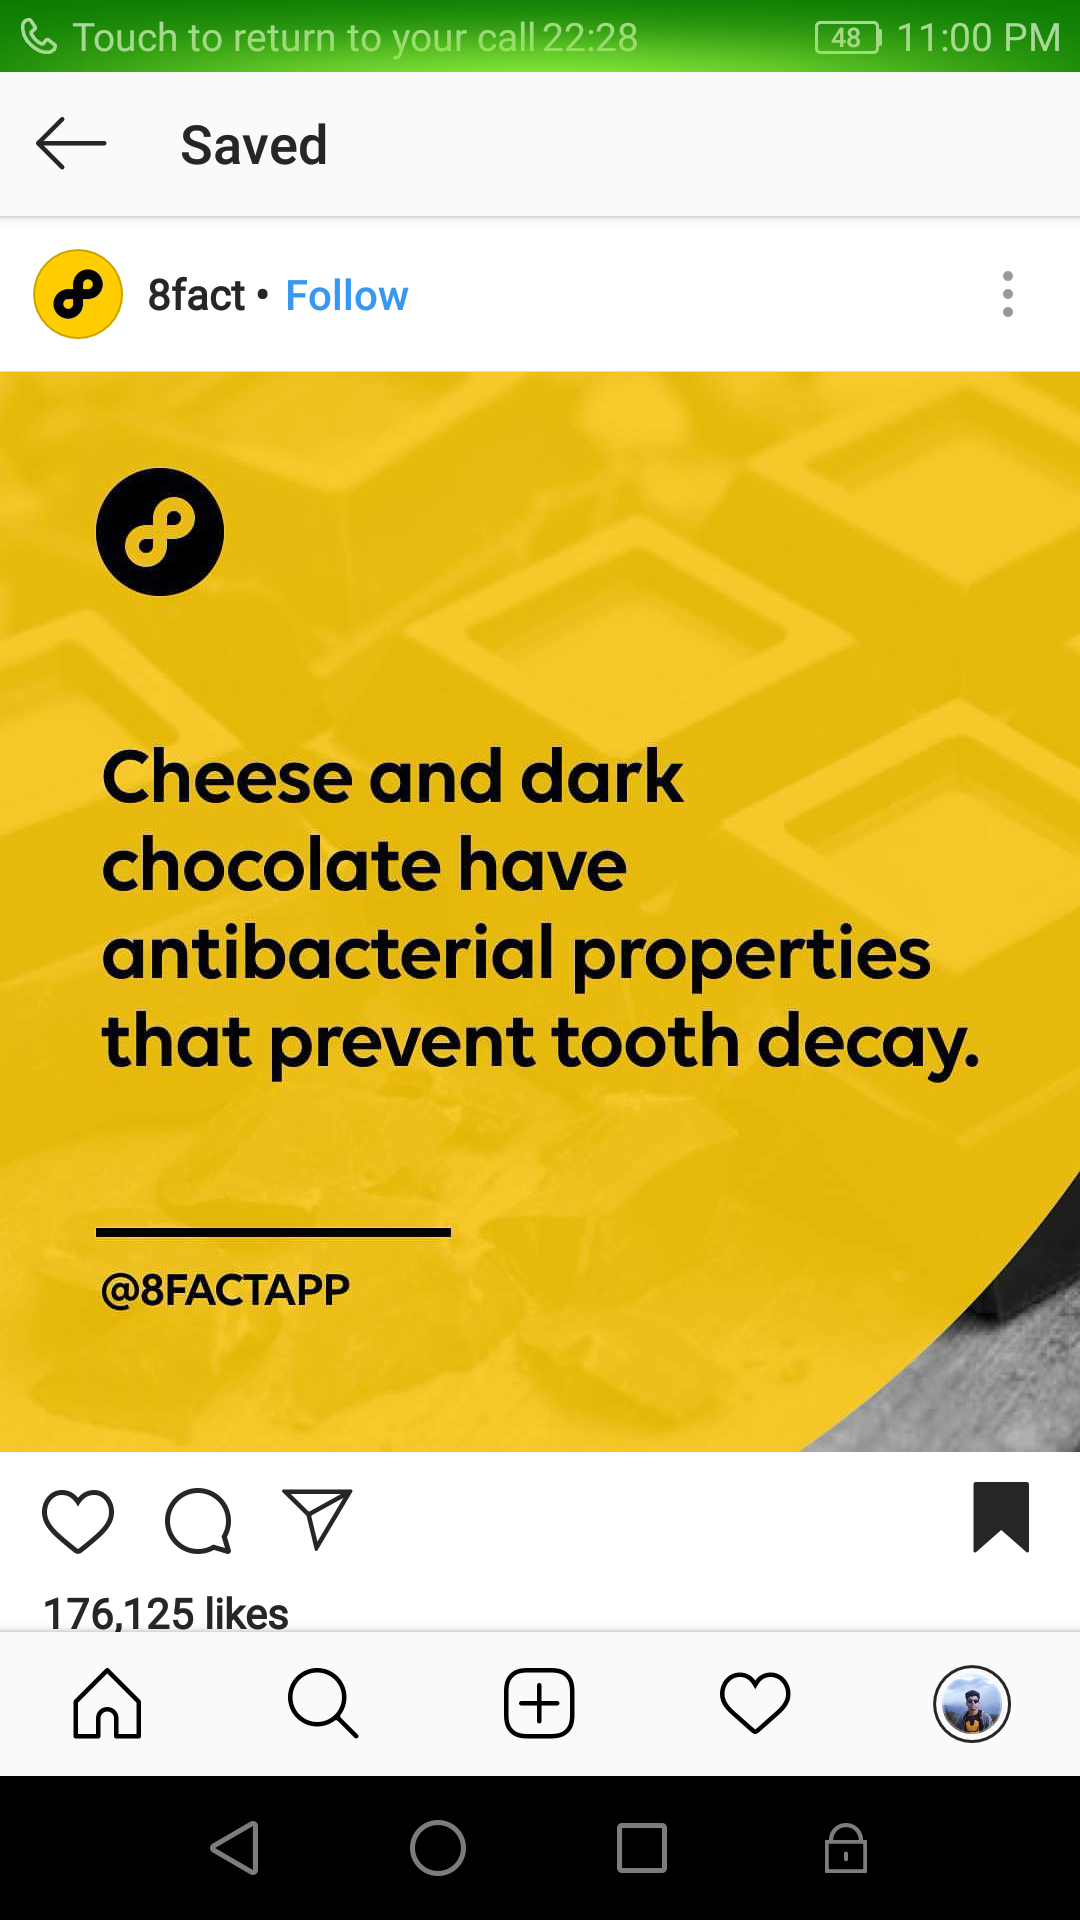 Touch to return to your call 22:28 48 11:00 PM
Saved
8fact • Follow
Cheese and dark
chocolate have
antibacterial properties
that prevent tooth decay.
@8FACTAPP
176,125 likes